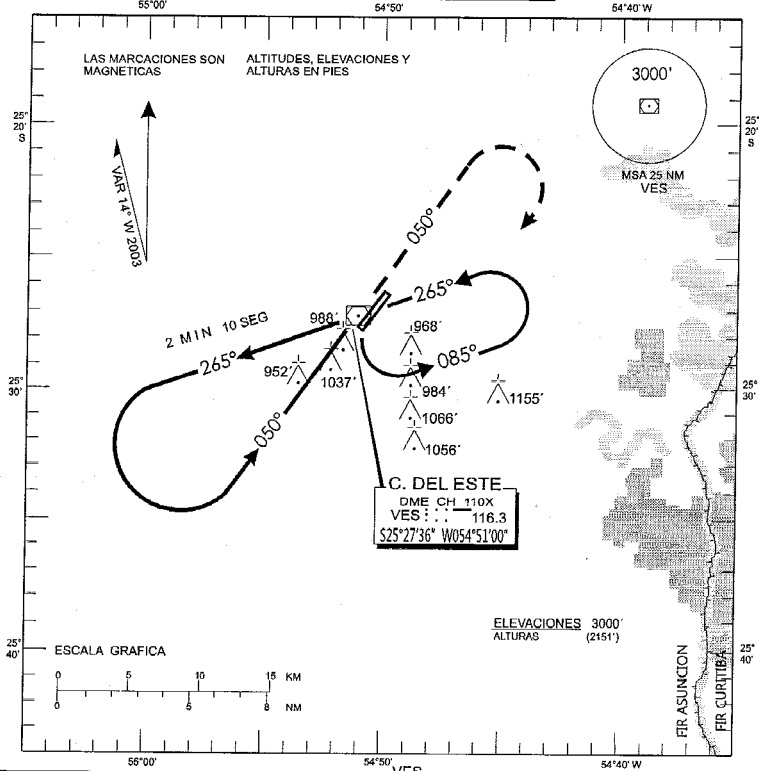 55°00'
54°50'
54°40' W
LAS MARCACIONES SON MAGNETICAS
ALTITUDES, ELEVACIONES Y ALTURAS EN PIES
3000'
MSA 25 NM
VES
25°
20'
S
25°
20'
S
VAR 14° W 2003
050°
265°
988'
968'
2 MIN 10 SEG
265°
085°
952'
1037'
984'
1155'
1066'
1056'
050°
25°
30'
25°
30'
C. DEL ESTE
DME CH 110X
VES 116.3
S25°27'36" W054°51'00"
ELEVACIONES 3000'
ALTURAS (2151')
25°
40'
25°
40'
ESCALA GRAFICA
0 5 10 15 KM
0 5 8 NM
FIR ASUNCION
FIR CURITIBA
55°00'
54°50'
54°40' W
VES